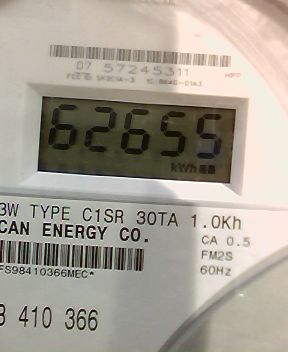 07 57245311
62655
kWh
3W TYPE C1SR 30TA 1.0Kh
CAN ENERGY CO.
CA 0.5
FM2S
60Hz
FS98410366MEC*
410 366